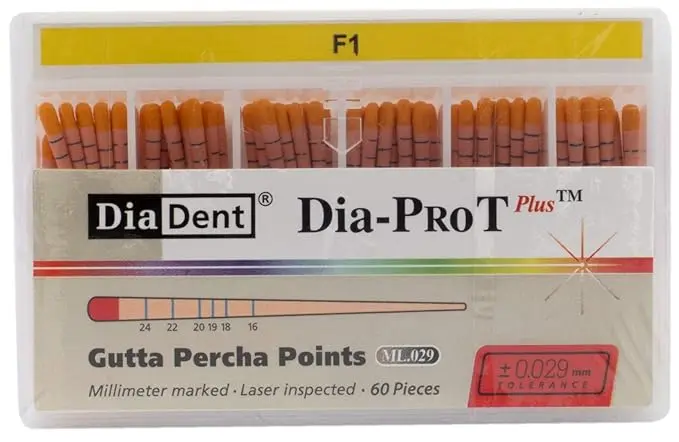 F1
DiaDent® Dia-PROT Plus™
24 22 20 19 18 16
Gutta Percha Points ML.029
Millimeter marked · Laser inspected · 60 Pieces
± 0.029 mm
TOLERANCE